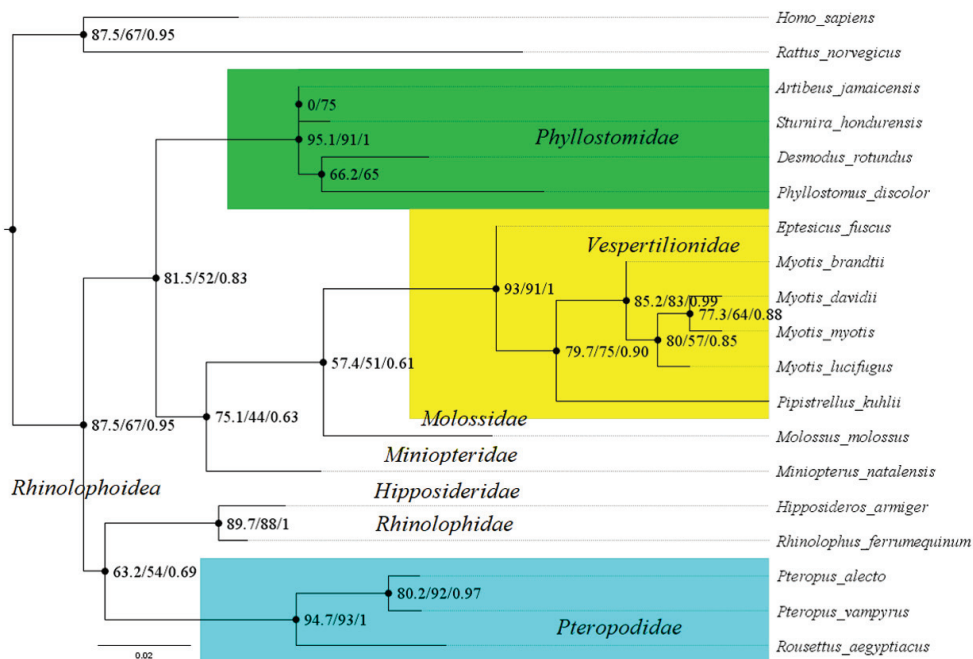 Homo_sapiens
87.5/67/0.95
Rattus_norvegicus
Artibeus_jamaicensis
0/75
Sturnira_hondurensis
95.1/91/1
Phyllostomidae
Desmodus_rotundus
66.2/65
Phyllostomus_discolor
Eptesicus_fuscus
Vespertilionidae
Myotis_brandtii
81.5/52/0.83
93/91/1
85.2/83/0.99
Myotis_davidii
77.3/64/0.88
Myotis_myotis
80/57/0.85
79.7/75/0.90
57.4/51/0.61
Myotis_lucifugus
Pipistrellus_kuhlii
75.1/44/0.63
Molossidae
87.5/67/0.95
Molossus_molossus
Miniopteridae
Miniopterus_natalensis
Rhinolophoidea
Hipposideridae
Hipposideros_armiger
Rhinolophidae
Rhinolophus_ferrumequinum
63.2/54/0.69
Pteropus_alecto
80.2/92/0.97
Pteropus_vampyrus
94.7/93/1
Pteropodidae
Rousettus_aegyptiacus
0.02